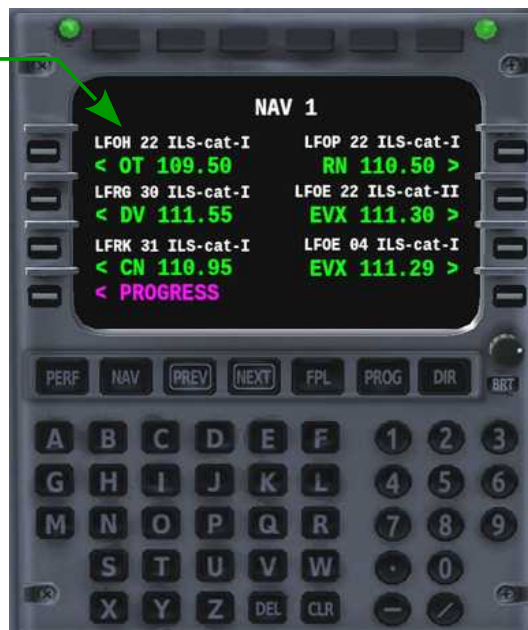 NAV 1
LFOH 22 ILS-cat-I LFOP 22 ILS-cat-I
< OT 109.50 RN 110.50 >
LFRG 30 ILS-cat-I LFOE 22 ILS-cat-II
< DV 111.55 EVX 111.30 >
LFRK 31 ILS-cat-I LFOE 04 ILS-cat-I
< CN 110.95 EVX 111.29 >
< PROGRESS
PERF NAV PREV NEXT FPL PROG DIR BRT
A B C D E F 1 2 3
G H I J K L 4 5 6
M N O P Q R 7 8 9
S T U V W · 0
X Y Z DEL CLR - /